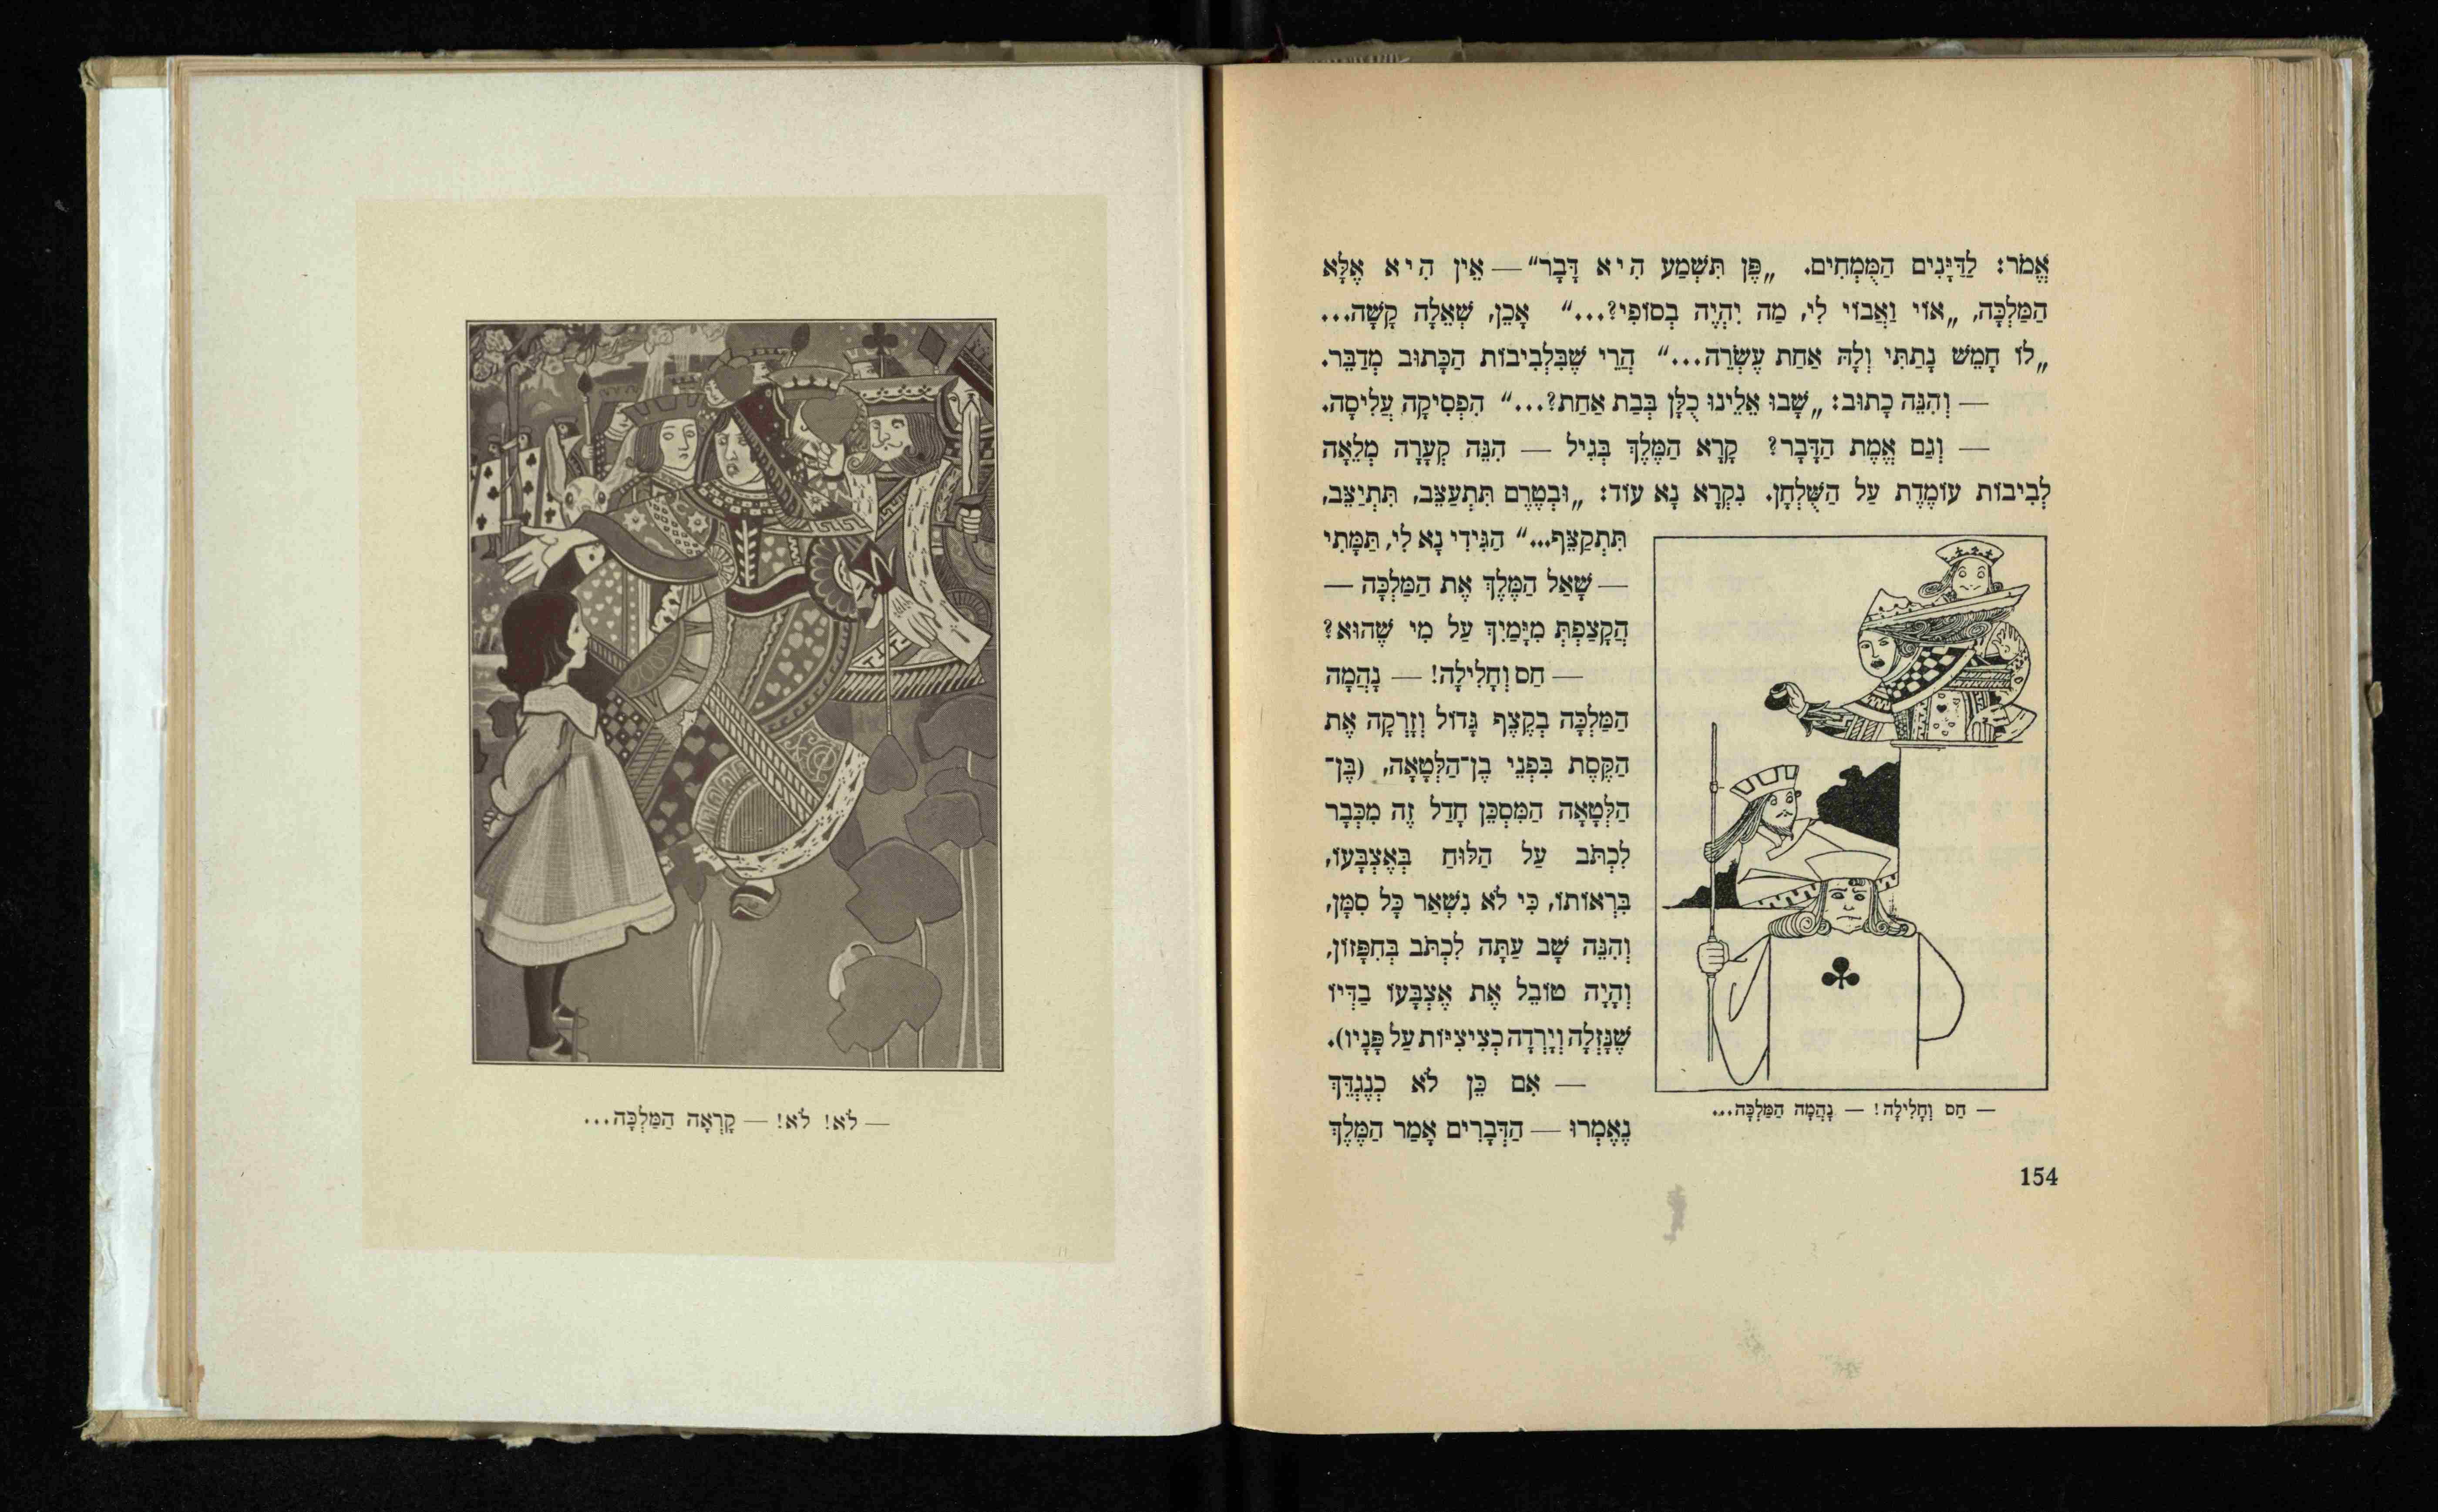 אֱמֹר: לַדַּיָּנִים הַמֻּמְחִים. „פֶּן תִּשְׁמַע הִיא דָּבָר“ — אֵין הִיא אֶלָּא
הַמַּלְכָּה, „אוֹי וַאֲבוֹי לִי, מַה יִּהְיֶה בְסוֹפִי?...“ אָכֵן, שְׁאֵלָה קָשָׁה...
„לוֹ חָמֵשׁ נָתַתִּי וְלָהּ אַחַת עֶשְׂרֵה...“ הֲרֵי שֶׁבִּלְבִיבוֹת הַכָּתוּב מְדַבֵּר.
— וְהִנֵּה כָתוּב: „שָׁבוּ אֵלֵינוּ כֻלָּן בְּבַת אַחַת?...“ הִפְסִיקָה עֲלִיסָה.
— וְגַם אֱמֶת הַדָּבָר? קָרָא הַמֶּלֶךְ בְּגִיל — הִנֵּה קְעָרָה מְלֵאָה
לְבִיבוֹת עוֹמֶדֶת עַל הַשֻּׁלְחָן. נִקְרָא נָא עוֹד: „וּבְטֶרֶם תִּתְעַצֵּב, תִּתְיַצֵּב,
תִּתְקַצֵּף...“ הַגִּידִי נָא לִי, תַּמָּתִי
— שָׁאַל הַמֶּלֶךְ אֶת הַמַּלְכָּה —
הֲקָצַפְתְּ מִיָּמַיִךְ עַל מִי שֶׁהוּא?
— חַס וְחָלִילָה! — נָהֲמָה
הַמַּלְכָּה בְקֶצֶף גָּדוֹל וְזָרְקָה אֶת
הַקֶּסֶת בִּפְנֵי בֶן־הַלְּטָאָה, (בֶּן־
הַלְּטָאָה הַמִּסְכֵּן חָדַל זֶה מִכְּבָר
לִכְתֹּב עַל הַלּוּחַ בְּאֶצְבָּעוֹ,
בִּרְאוֹתוֹ, כִּי לֹא נִשְׁאַר כָּל סִמָּן,
וְהִנֵּה שָׁב עַתָּה לִכְתֹּב בְּחִפָּזוֹן,
וְהָיָה טוֹבֵל אֶת אֶצְבָּעוֹ בַדְּיוֹ
שֶׁנָּזְלָה וְיָרְדָה כְצִיצִיּוֹת עַל פָּנָיו).
— אִם כֵּן לֹא כְנֶגְדֵּךְ
נֶאֶמְרוּ — הַדְּבָרִים אָמַר הַמֶּלֶךְ
— חַס וְחָלִילָה! — נָהֲמָה הַמַּלְכָּה...
154
— לֹא! לֹא! — קָרְאָה הַמַּלְכָּה...